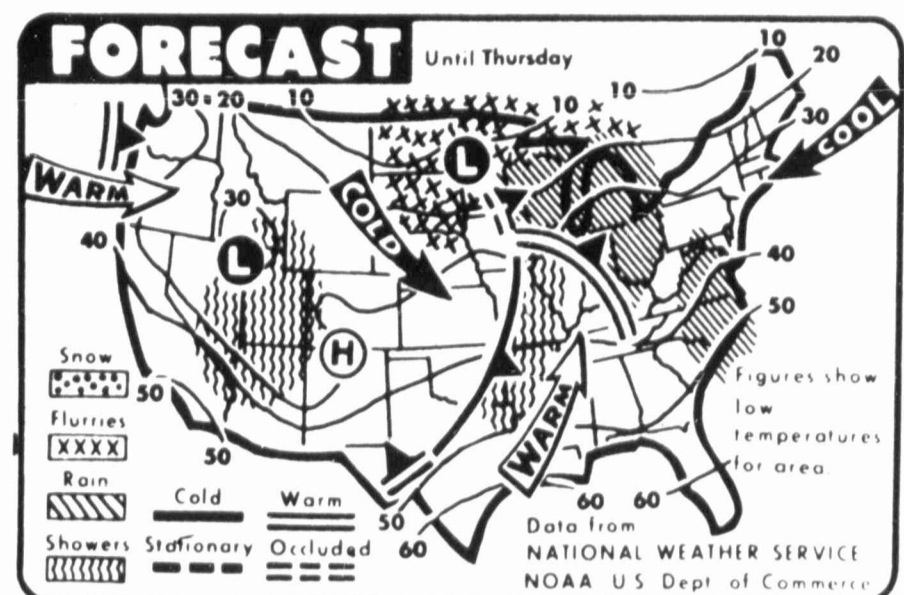 FORECAST Until Thursday
10
20
30
20
10
10
10
30
COOL
WARM
L
COLD
30
40
L
40
H
50
Snow
50
Figures show
low
temperatures
for area.
Flurries
XXXX
50
WARM
Rain
Cold
Warm
50
60
60
60
Data from
NATIONAL WEATHER SERVICE
NOAA U S Dept of Commerce
Showers
Stationary
Occluded